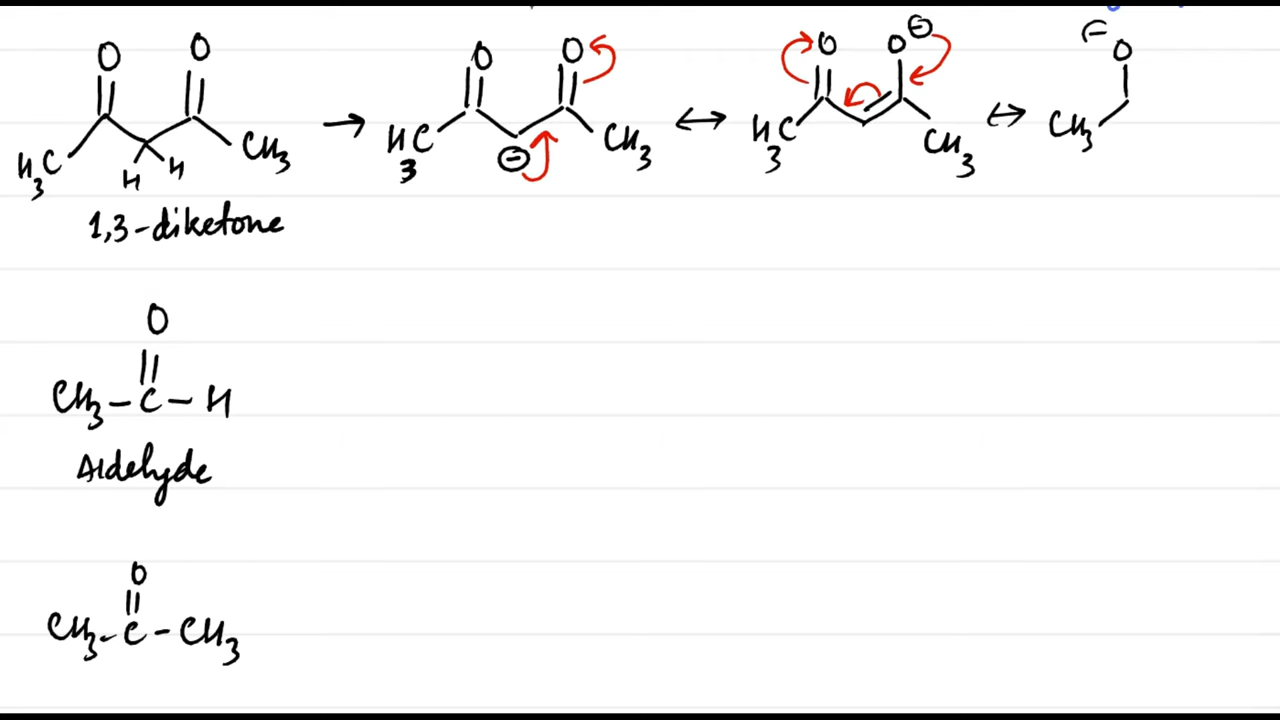 O O O O O O⊖ ⊖O
H₃C H H CH₃ → H₃C ⊖ CH₃ ↔ H₃C CH₃ ↔ CH₃
1,3-diketone
O
CH₃-C-H
Aldehyde
O
CH₃-C-CH₃